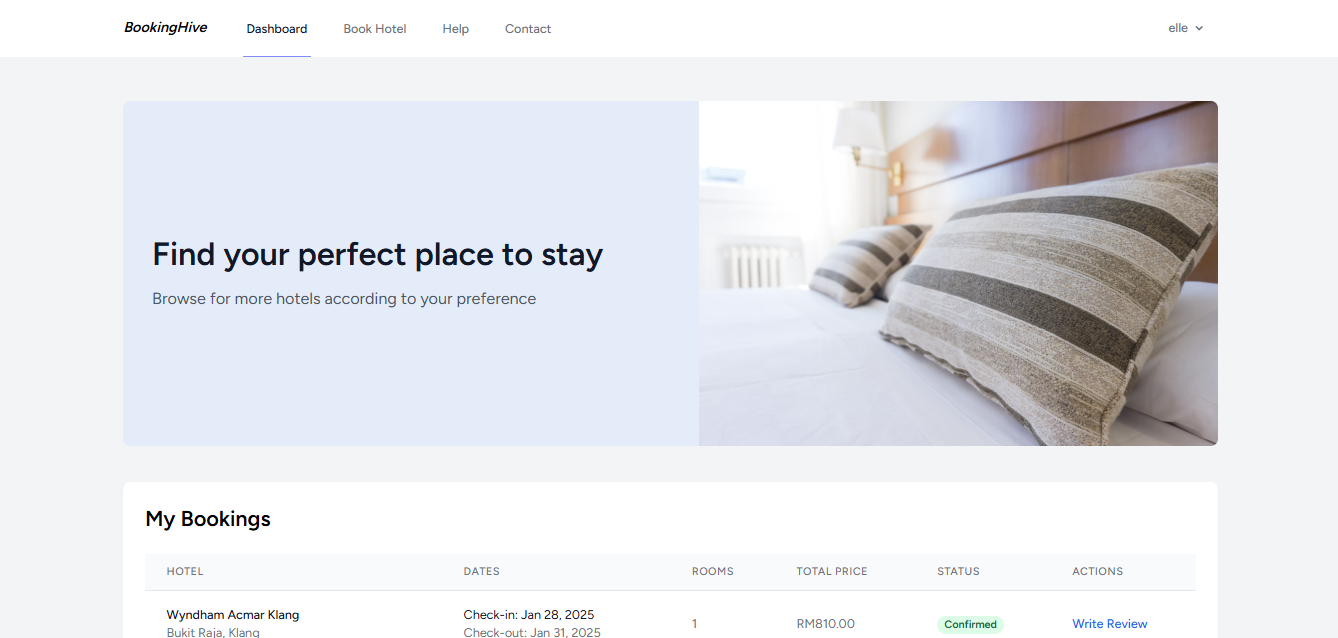 BookingHive Dashboard Book Hotel Help Contact elle
Find your perfect place to stay
Browse for more hotels according to your preference
My Bookings
HOTEL DATES ROOMS TOTAL PRICE STATUS ACTIONS
Wyndham Acmar Klang Check-in: Jan 28, 2025
1 RM810.00 Confirmed Write Review
Bukit Raja, Klang Check-out: Jan 31, 2025